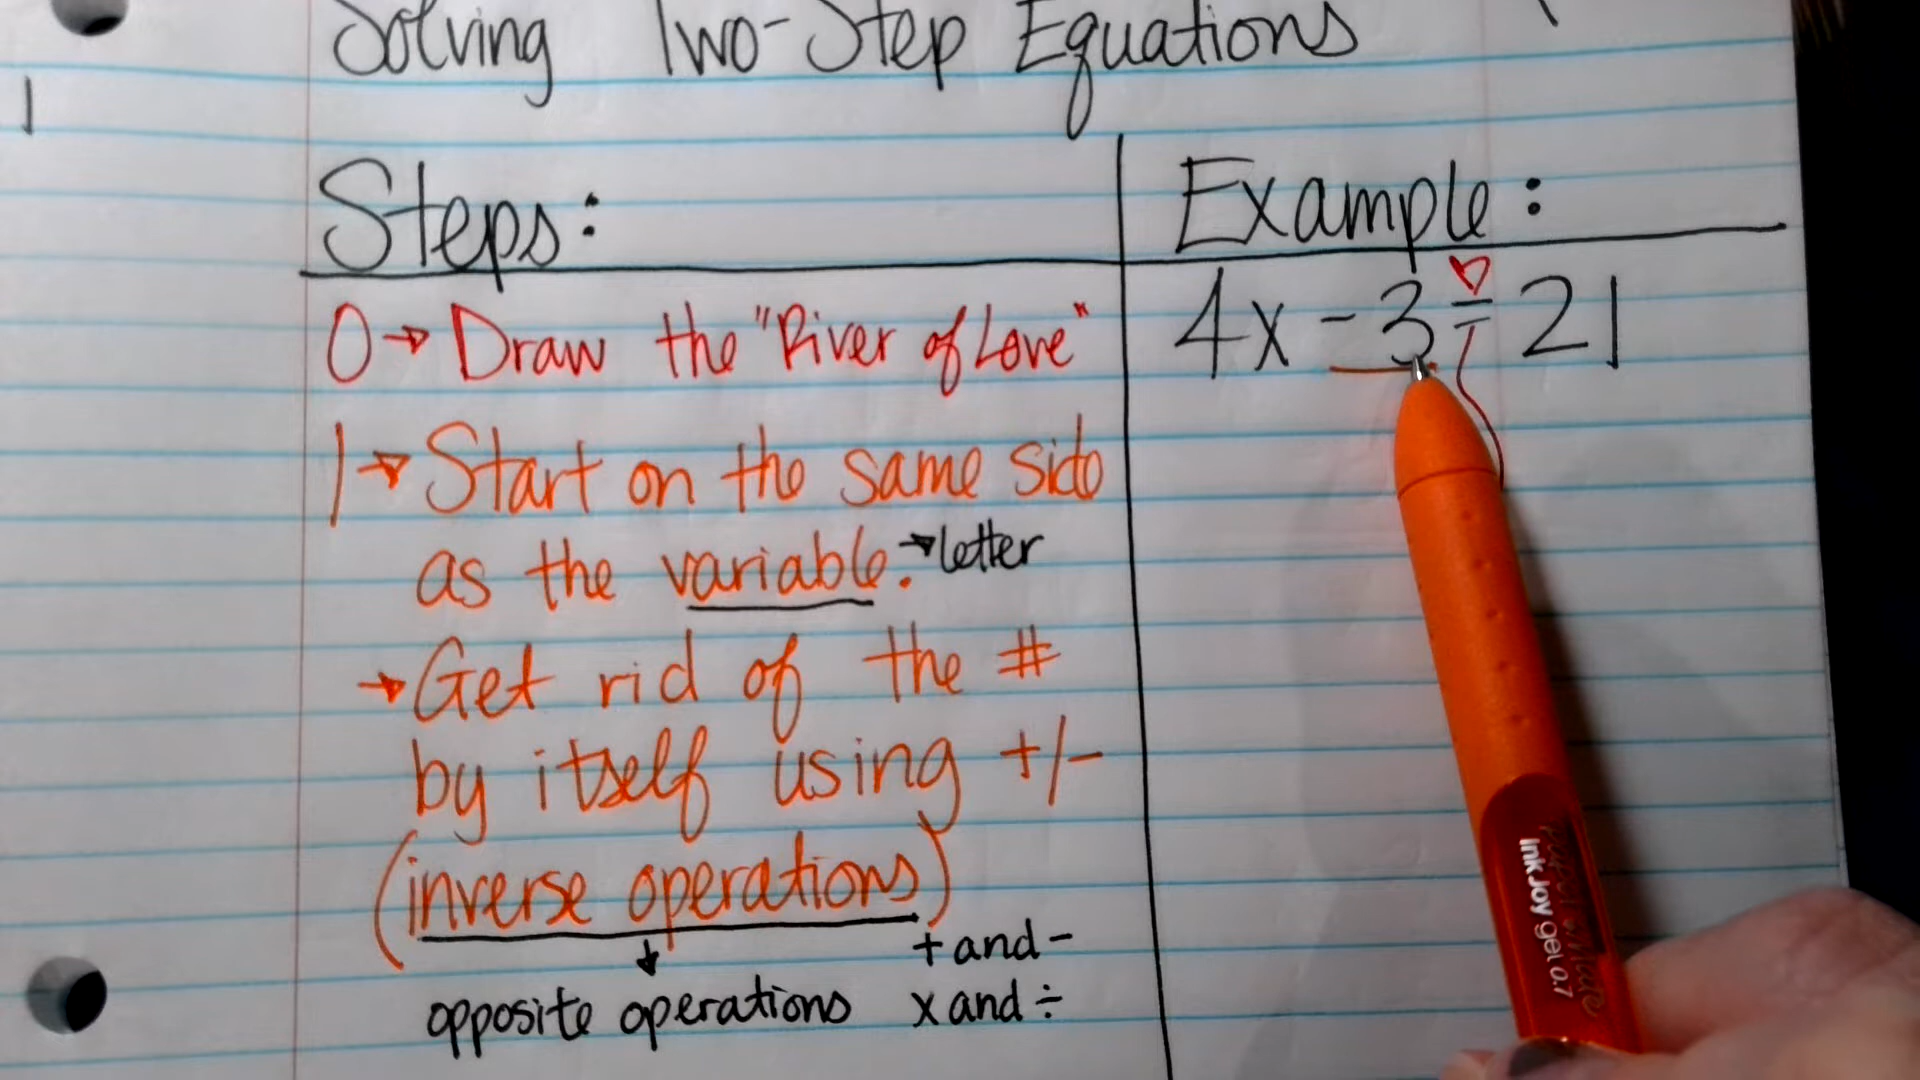 Solving Two-Step Equations
Steps:
Example:
0→ Draw the "River of Love"
4x - 3 = 21
1→ Start on the same side
as the variable. →letter
→Get rid of the #
by itself using +/-
(inverse operations)
+ and -
opposite operations x and ÷
InkJoy gel 0.7